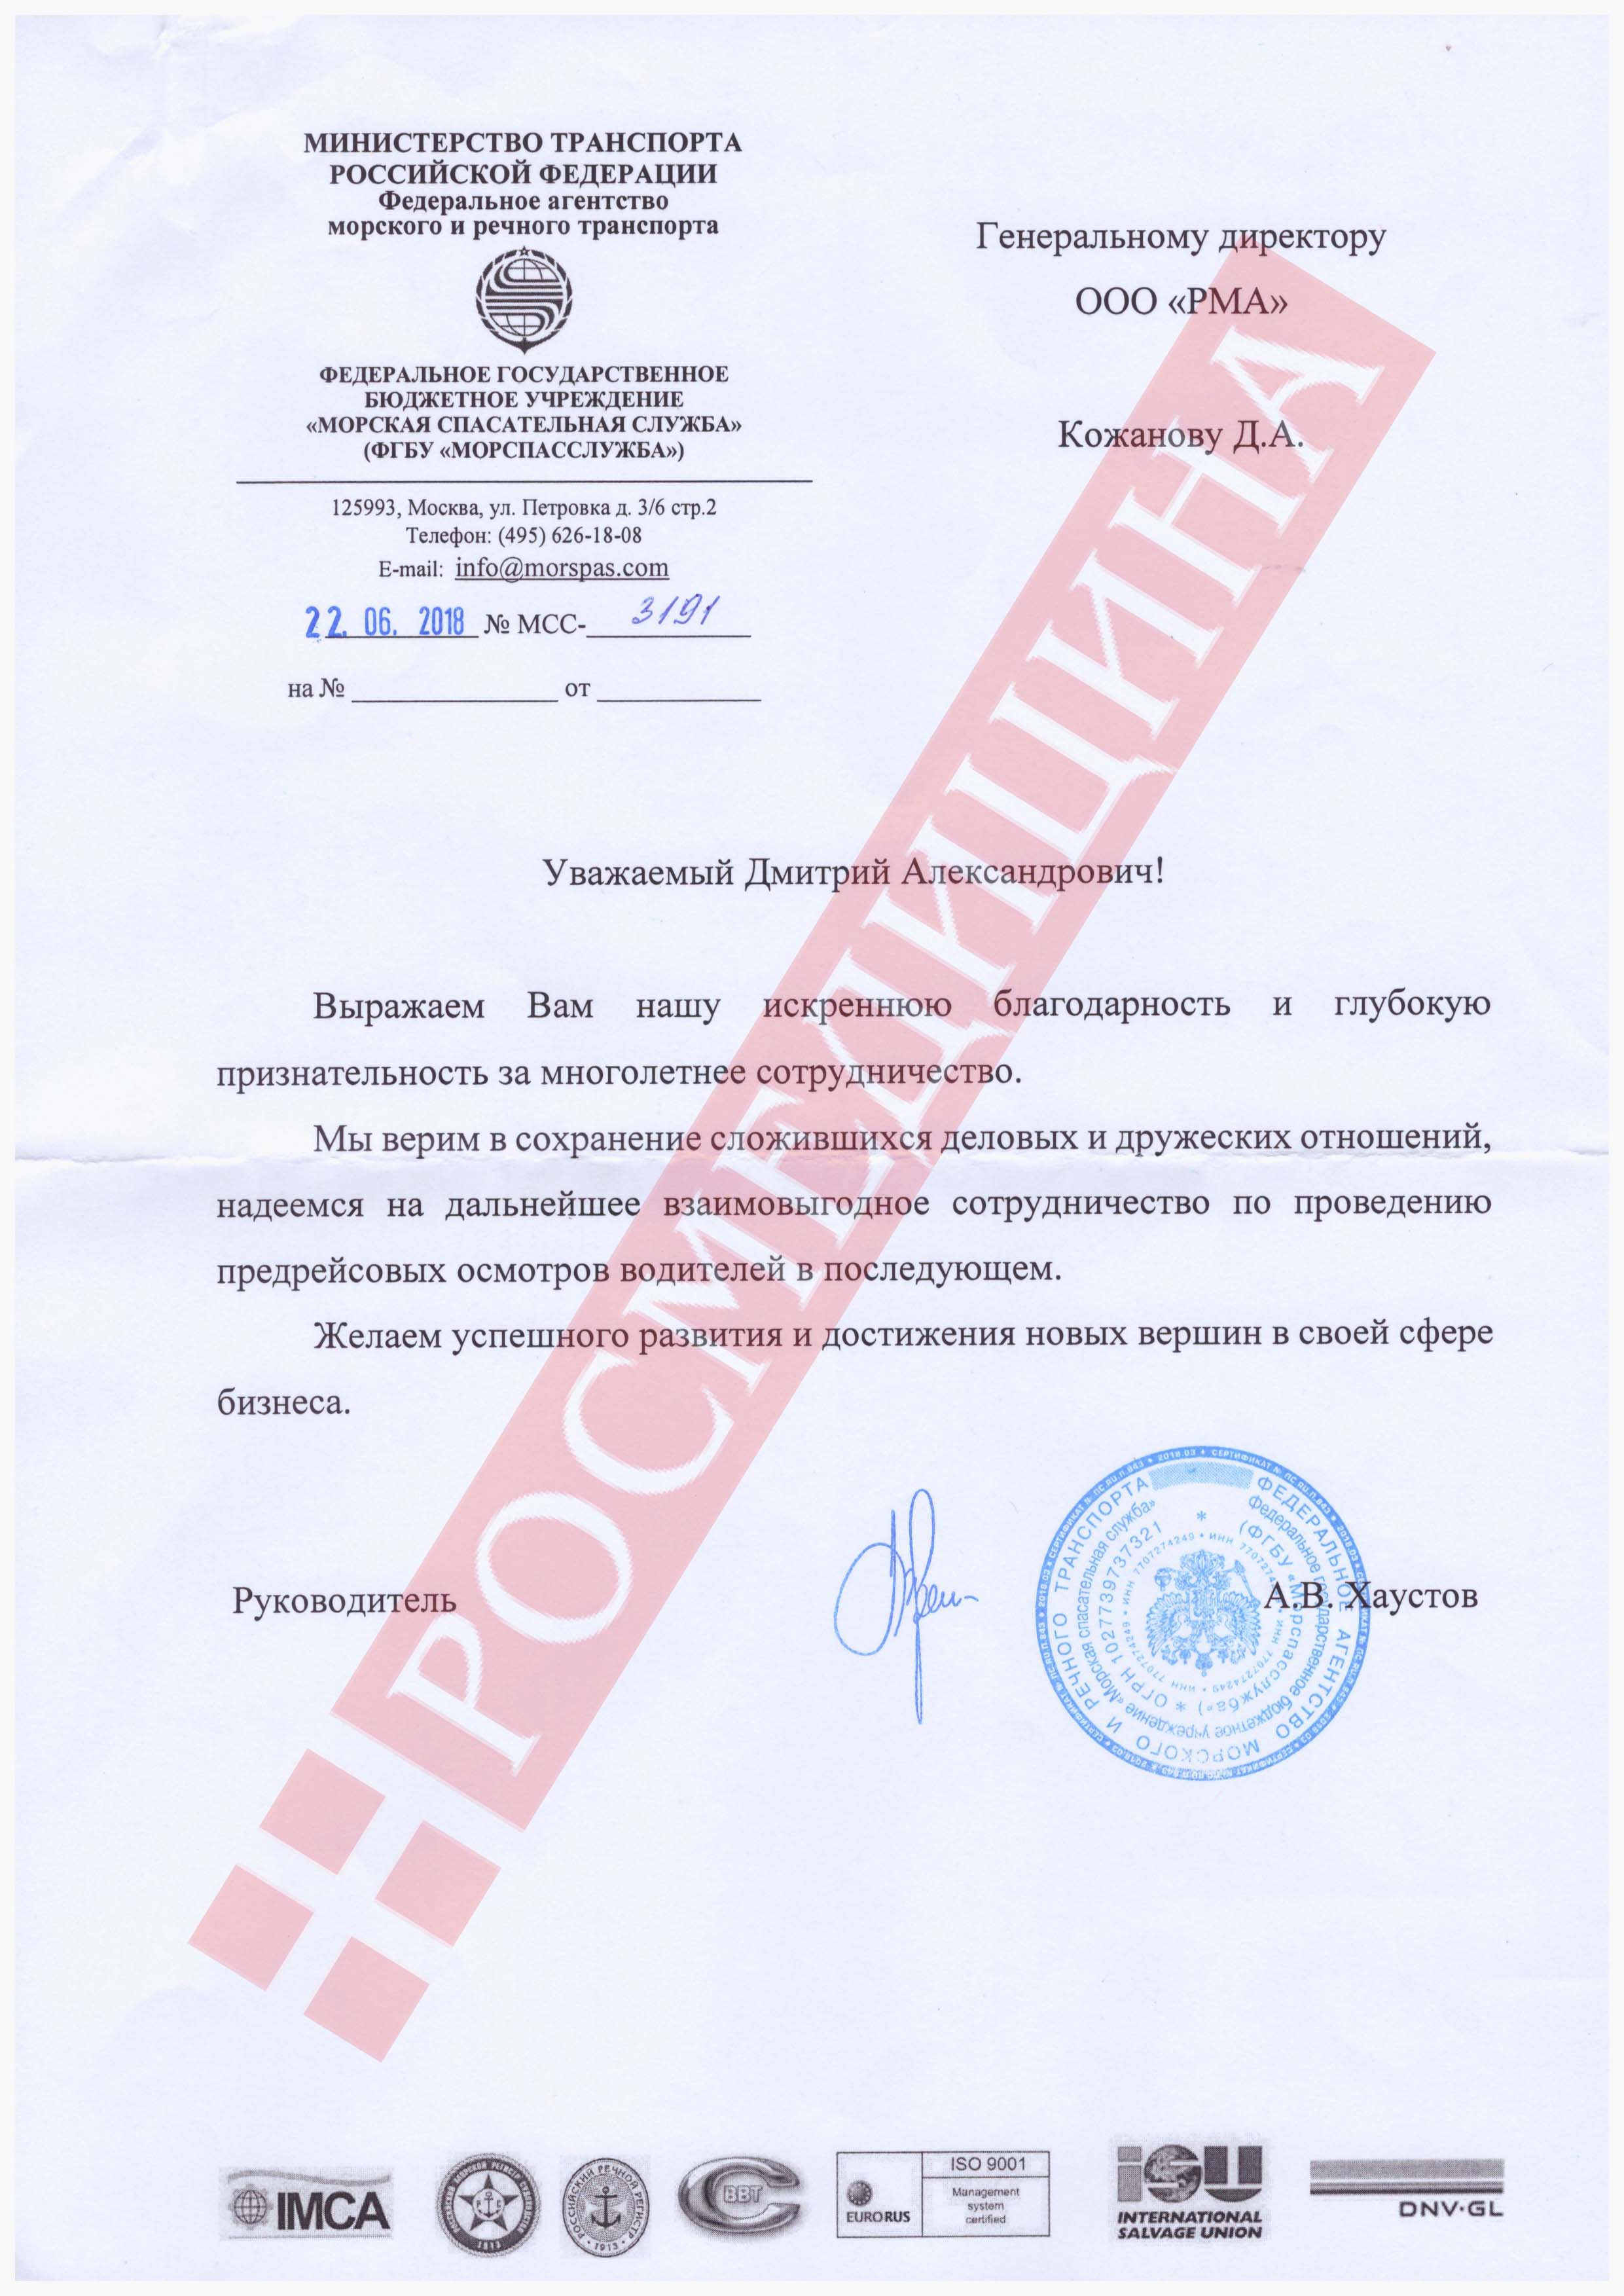 МИНИСТЕРСТВО ТРАНСПОРТА
РОССИЙСКОЙ ФЕДЕРАЦИИ
Федеральное агентство
морского и речного транспорта
ФЕДЕРАЛЬНОЕ ГОСУДАРСТВЕННОЕ
БЮДЖЕТНОЕ УЧРЕЖДЕНИЕ
«МОРСКАЯ СПАСАТЕЛЬНАЯ СЛУЖБА»
(ФГБУ «МОРСПАССЛУЖБА»)
125993, Москва, ул. Петровка д. 3/6 стр.2
Телефон: (495) 626-18-08
E-mail: info@morspas.com
22. 06. 2018 № МСС- 3191
на № от
Генеральному директору
ООО «РМА»
Кожанову Д.А.
Уважаемый Дмитрий Александрович!
Выражаем Вам нашу искреннюю благодарность и глубокую
признательность за многолетнее сотрудничество.
Мы верим в сохранение сложившихся деловых и дружеских отношений,
надеемся на дальнейшее взаимовыгодное сотрудничество по проведению
предрейсовых осмотров водителей в последующем.
Желаем успешного развития и достижения новых вершин в своей сфере
бизнеса.
Руководитель
А.В. Хаустов
РОСМЕДИЦИНА
ФЕДЕРАЛЬНОЕ АГЕНТСТВО МОРСКОГО И РЕЧНОГО ТРАНСПОРТА
Федеральное государственное бюджетное учреждение «Морская спасательная служба»
(ФГБУ «Морспасслужба») * ОГРН 1027739737321 *
ИНН 7707274249
IMCA
РОССИЙСКИЙ РЕЧНОЙ РЕГИСТР
1913
1913
ВВТ
EURORUS
ISO 9001
Management
system
certified
ISU
INTERNATIONAL
SALVAGE UNION
DNV·GL